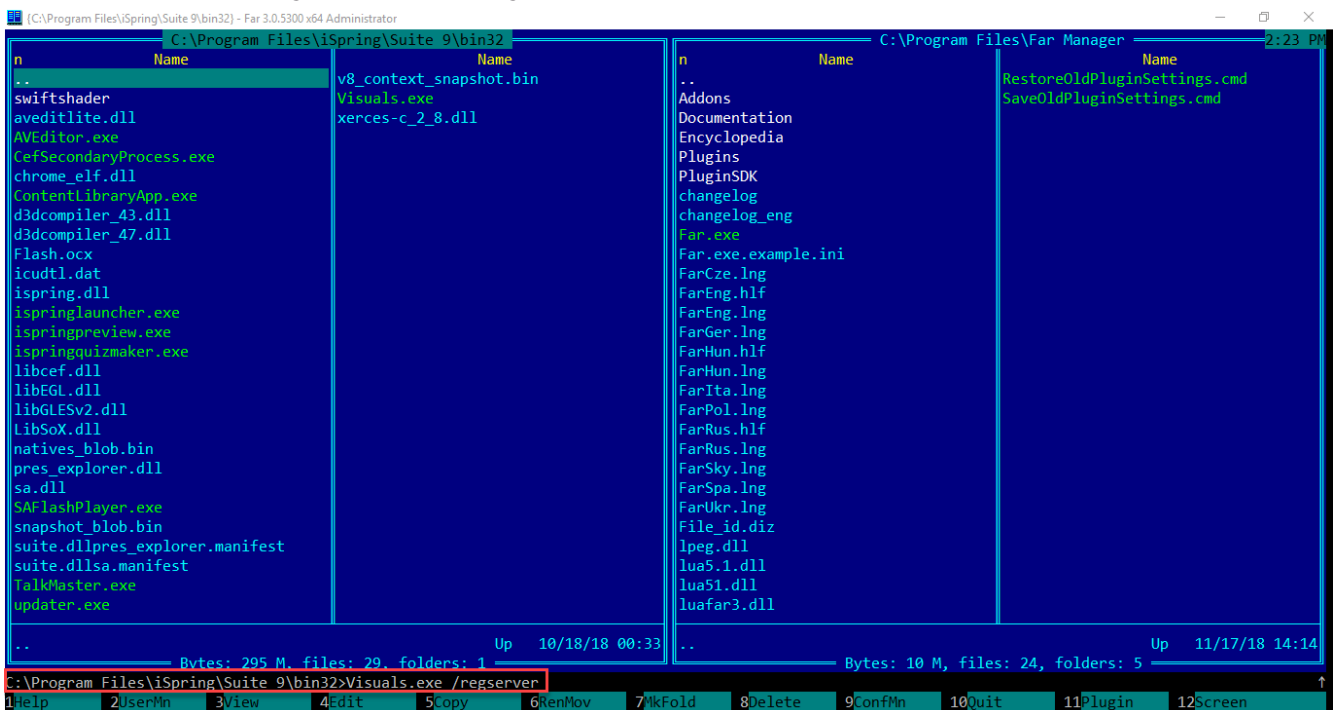 {C:\Program Files\iSpring\Suite 9\bin32} - Far 3.0.5300 x64 Administrator
C:\Program Files\iSpring\Suite 9\bin32
n Name Name
..
swiftshader
aveditlite.dll
AVEditor.exe
CefSecondaryProcess.exe
chrome_elf.dll
ContentLibraryApp.exe
d3dcompiler_43.dll
d3dcompiler_47.dll
Flash.ocx
icudtl.dat
ispring.dll
ispringlauncher.exe
ispringpreview.exe
ispringquizmaker.exe
libcef.dll
libEGL.dll
libGLESv2.dll
LibSoX.dll
natives_blob.bin
pres_explorer.dll
sa.dll
SAFlashPlayer.exe
snapshot_blob.bin
suite.dllpres_explorer.manifest
suite.dllsa.manifest
TalkMaster.exe
updater.exe
v8_context_snapshot.bin
Visuals.exe
xerces-c_2_8.dll
.. Up 10/18/18 00:33
Bytes: 295 M, files: 29, folders: 1
C:\Program Files\Far Manager 2:23 PM
n Name Name
..
Addons
Documentation
Encyclopedia
Plugins
PluginSDK
changelog
changelog_eng
Far.exe
Far.exe.example.ini
FarCze.lng
FarEng.hlf
FarEng.lng
FarGer.lng
FarHun.hlf
FarHun.lng
FarIta.lng
FarPol.lng
FarRus.hlf
FarRus.lng
FarSky.lng
FarSpa.lng
FarUkr.lng
File_id.diz
lpeg.dll
lua5.1.dll
lua51.dll
luafar3.dll
RestoreOldPluginSettings.cmd
SaveOldPluginSettings.cmd
.. Up 11/17/18 14:14
Bytes: 10 M, files: 24, folders: 5
C:\Program Files\iSpring\Suite 9\bin32>Visuals.exe /regserver
1Help 2UserMn 3View 4Edit 5Copy 6RenMov 7MkFold 8Delete 9ConfMn 10Quit 11Plugin 12Screen